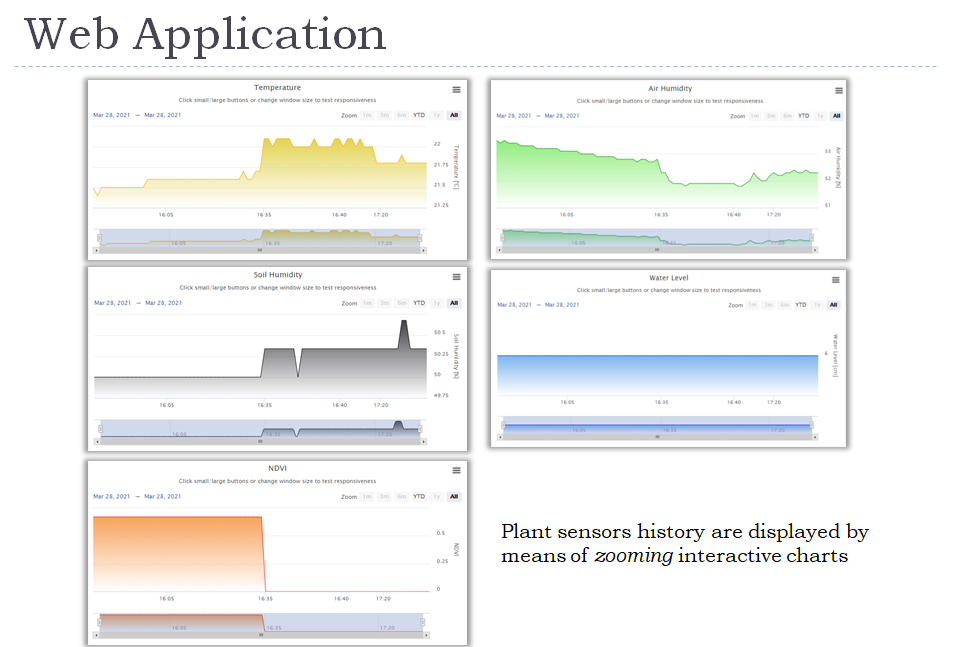 Web Application
Temperature
Click small/large buttons or change window size to test responsiveness
Mar 28, 2021 → Mar 28, 2021 Zoom 1m 3m 6m YTD 1y All
22
21.75
21.5
21.25
Temperature [°C]
16:05 16:35 16:40 17:20
16:05 16:35 17:20
Air Humidity
Click small/large buttons or change window size to test responsiveness
Mar 28, 2021 → Mar 28, 2021 Zoom 1m 3m 6m YTD 1y All
53
52
51
Air Humidity [%]
16:05 16:35 16:40 17:20
16:05 16:35 17:20
Soil Humidity
Click small/large buttons or change window size to test responsiveness
Mar 28, 2021 → Mar 28, 2021 Zoom 1m 3m 6m YTD 1y All
50.5
50.25
50
49.75
Soil Humidity [%]
16:05 16:35 16:40 17:20
16:05 16:35 17:20
Water Level
Click small/large buttons or change window size to test responsiveness
Mar 28, 2021 → Mar 28, 2021 Zoom 1m 3m 6m YTD 1y All
6
Water Level [cm]
16:05 16:35 16:40 17:20
16:05 16:35 17:20
NDVI
Click small/large buttons or change window size to test responsiveness
Mar 28, 2021 → Mar 28, 2021 Zoom 1m 3m 6m YTD 1y All
0.5
0.25
0
NDVI
16:05 16:35 16:40 17:20
16:05 16:35 17:20
Plant sensors history are displayed by
means of zooming interactive charts